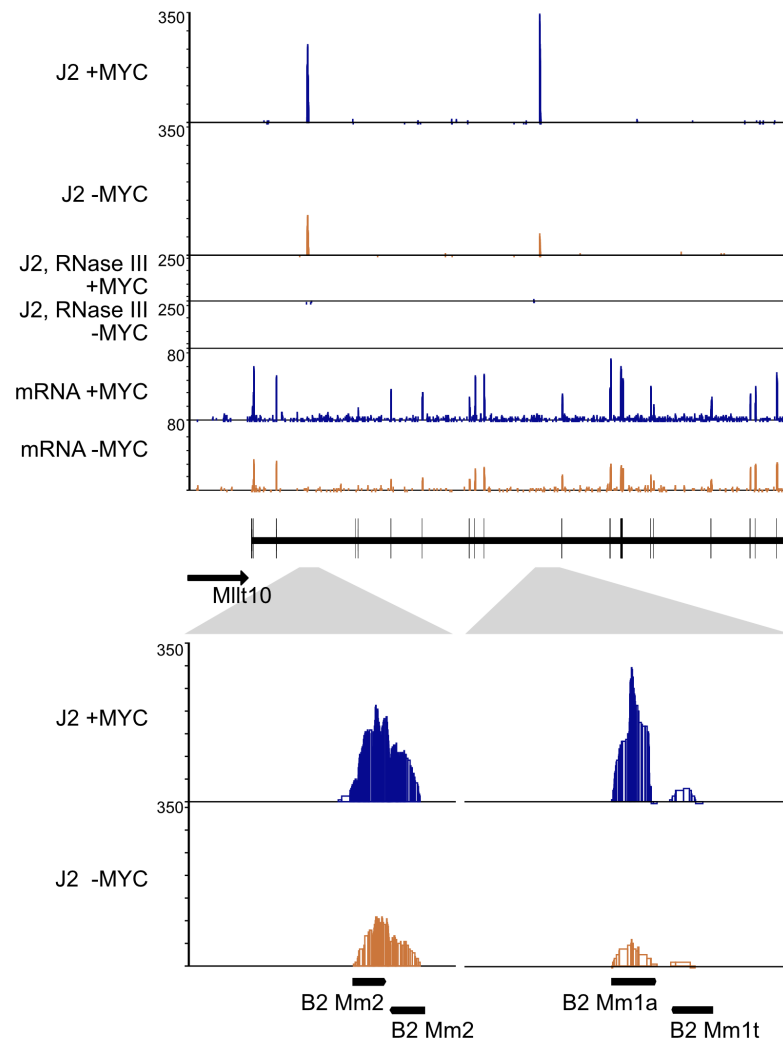 350
J2 +MYC
350
J2 -MYC
J2, RNase III 250
+MYC
J2, RNase III 250
-MYC
80
mRNA +MYC
80
mRNA -MYC
Mllt10
350
J2 +MYC
350
J2 -MYC
B2 Mm2 B2 Mm1a
B2 Mm2 B2 Mm1t